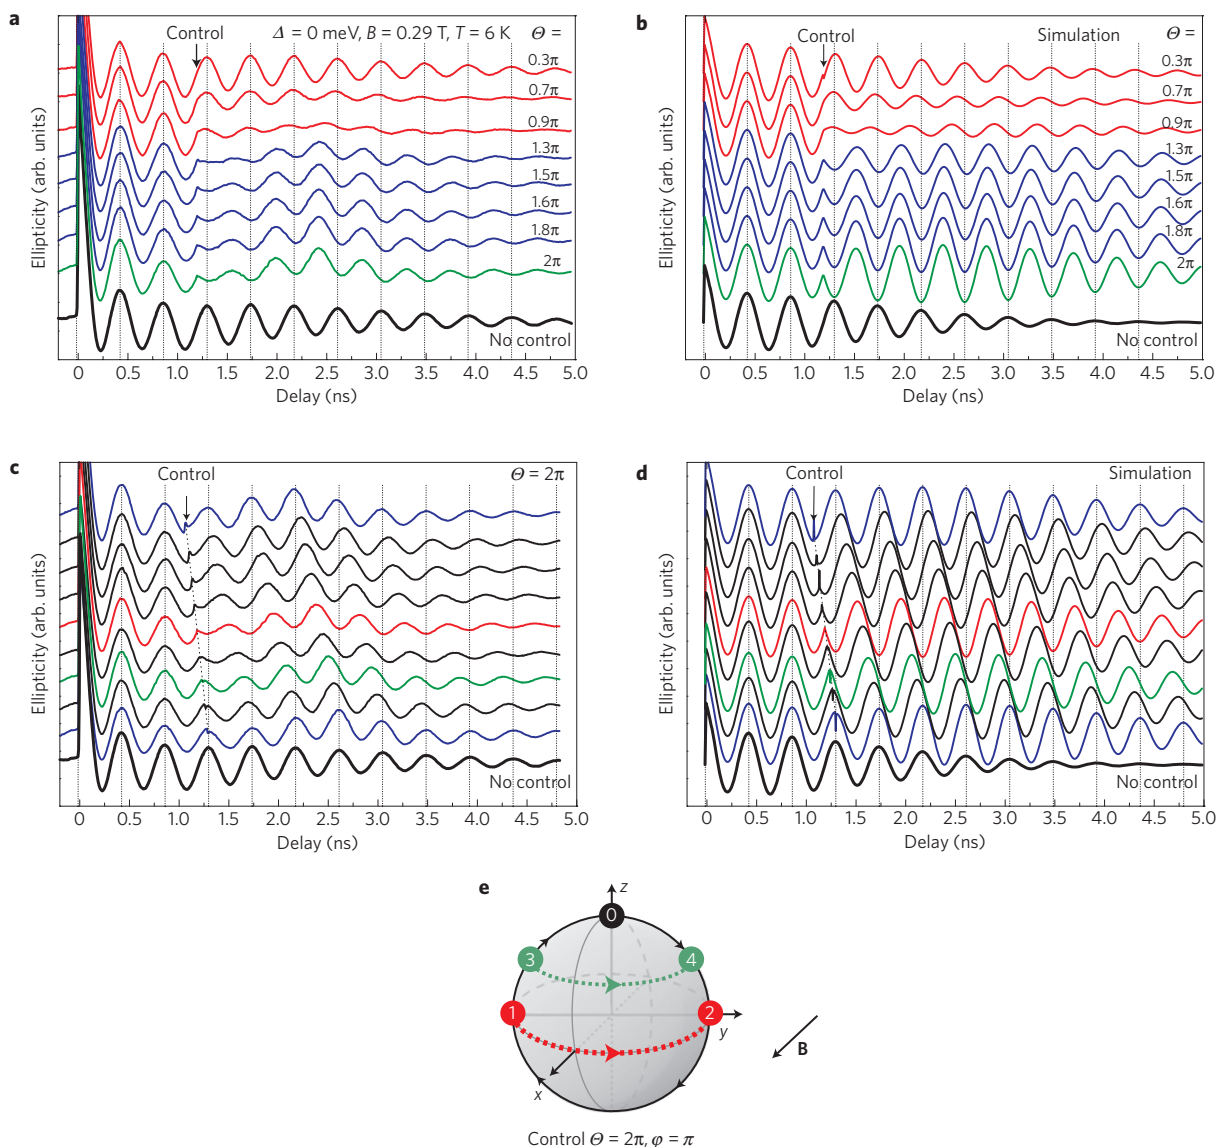 a
Δ = 0 meV, B = 0.29 T, T = 6 K Θ =
Control
0.3π
0.7π
0.9π
1.3π
1.5π
1.6π
1.8π
2π
No control
Ellipticity (arb. units)
0 0.5 1.0 1.5 2.0 2.5 3.0 3.5 4.0 4.5 5.0
Delay (ns)
b
Control Simulation Θ =
0.3π
0.7π
0.9π
1.3π
1.5π
1.6π
1.8π
2π
No control
Ellipticity (arb. units)
0 0.5 1.0 1.5 2.0 2.5 3.0 3.5 4.0 4.5 5.0
Delay (ns)
c
Control Θ = 2π
No control
Ellipticity (arb. units)
0 0.5 1.0 1.5 2.0 2.5 3.0 3.5 4.0 4.5 5.0
Delay (ns)
d
Control Simulation
No control
Ellipticity (arb. units)
0 0.5 1.0 1.5 2.0 2.5 3.0 3.5 4.0 4.5 5.0
Delay (ns)
e
z
0
3 4
1 2
y
x
B
Control Θ = 2π, φ = π